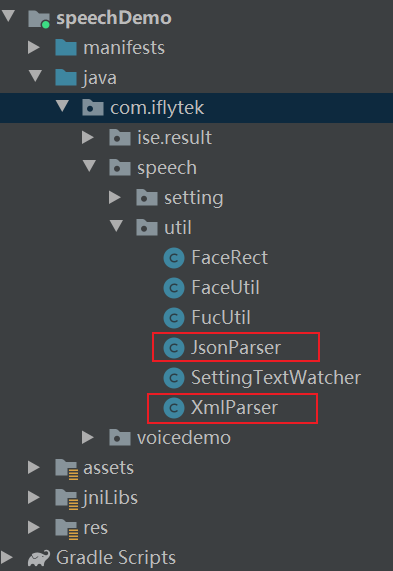 speechDemo
manifests
java
com.iflytek
ise.result
speech
setting
util
FaceRect
FaceUtil
FucUtil
JsonParser
SettingTextWatcher
XmlParser
voicedemo
assets
jniLibs
res
Gradle Scripts